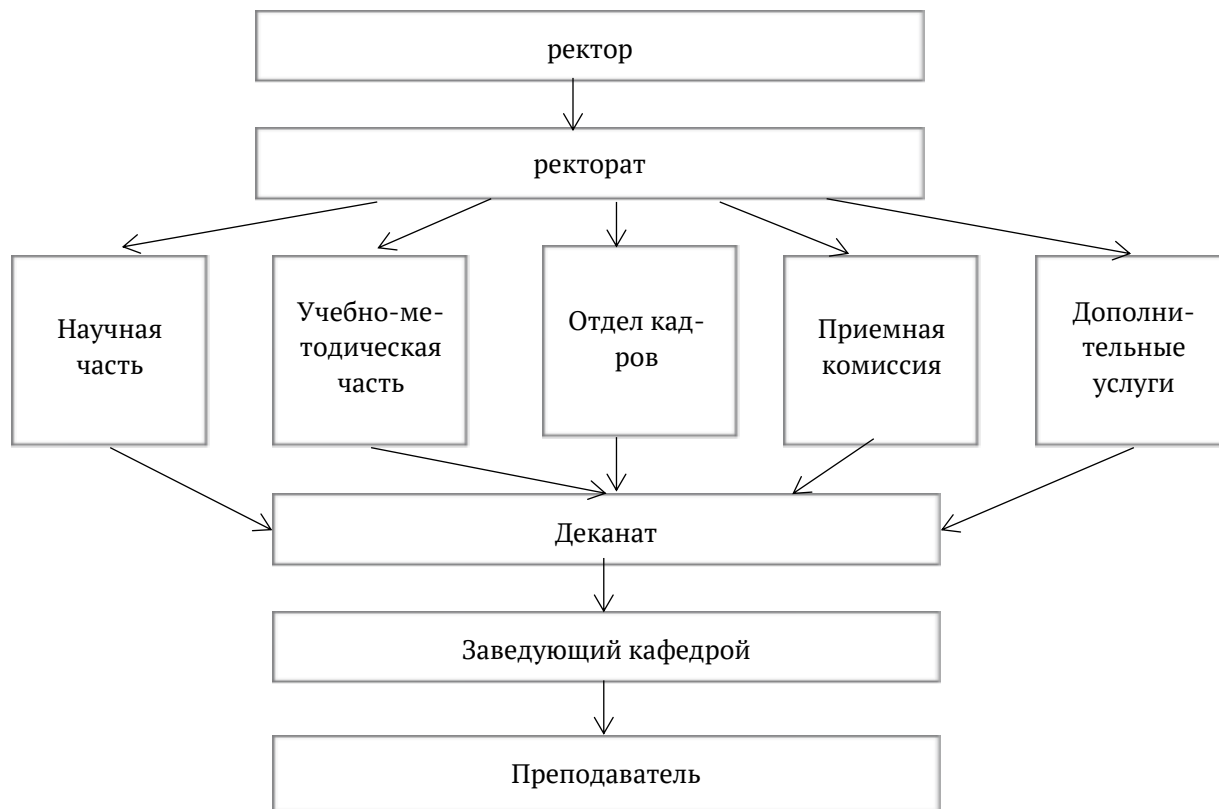 ректор
ректорат
Научная
часть
Учебно-ме-
тодическая
часть
Отдел кад-
ров
Приемная
комиссия
Дополни-
тельные
услуги
Деканат
Заведующий кафедрой
Преподаватель